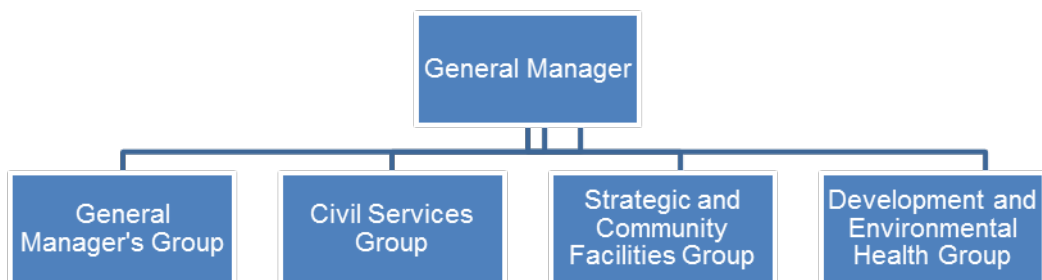 General Manager
General
Manager's Group
Civil Services
Group
Strategic and
Community
Facilities Group
Development and
Environmental
Health Group